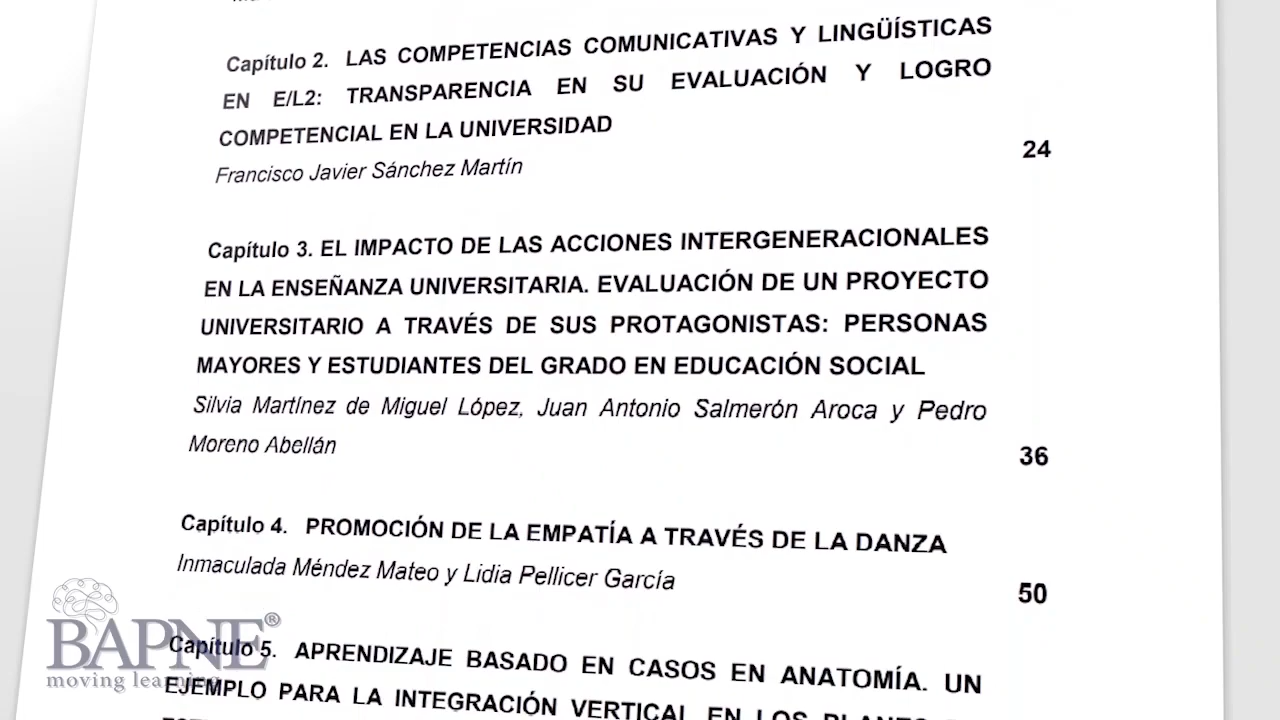 Capítulo 2. LAS COMPETENCIAS COMUNICATIVAS Y LINGÜÍSTICAS
EN E/L2: TRANSPARENCIA EN SU EVALUACIÓN Y LOGRO
COMPETENCIAL EN LA UNIVERSIDAD
Francisco Javier Sánchez Martín
24
Capítulo 3. EL IMPACTO DE LAS ACCIONES INTERGENERACIONALES
EN LA ENSEÑANZA UNIVERSITARIA. EVALUACIÓN DE UN PROYECTO
UNIVERSITARIO A TRAVÉS DE SUS PROTAGONISTAS: PERSONAS
MAYORES Y ESTUDIANTES DEL GRADO EN EDUCACIÓN SOCIAL
Silvia Martínez de Miguel López, Juan Antonio Salmerón Aroca y Pedro
Moreno Abellán
36
Capítulo 4. PROMOCIÓN DE LA EMPATÍA A TRAVÉS DE LA DANZA
Inmaculada Méndez Mateo y Lidia Pellicer García
50
Capítulo 5. APRENDIZAJE BASADO EN CASOS EN ANATOMÍA. UN
EJEMPLO PARA LA INTEGRACIÓN VERTICAL EN LOS PLANES
BAPNE®
moving learning